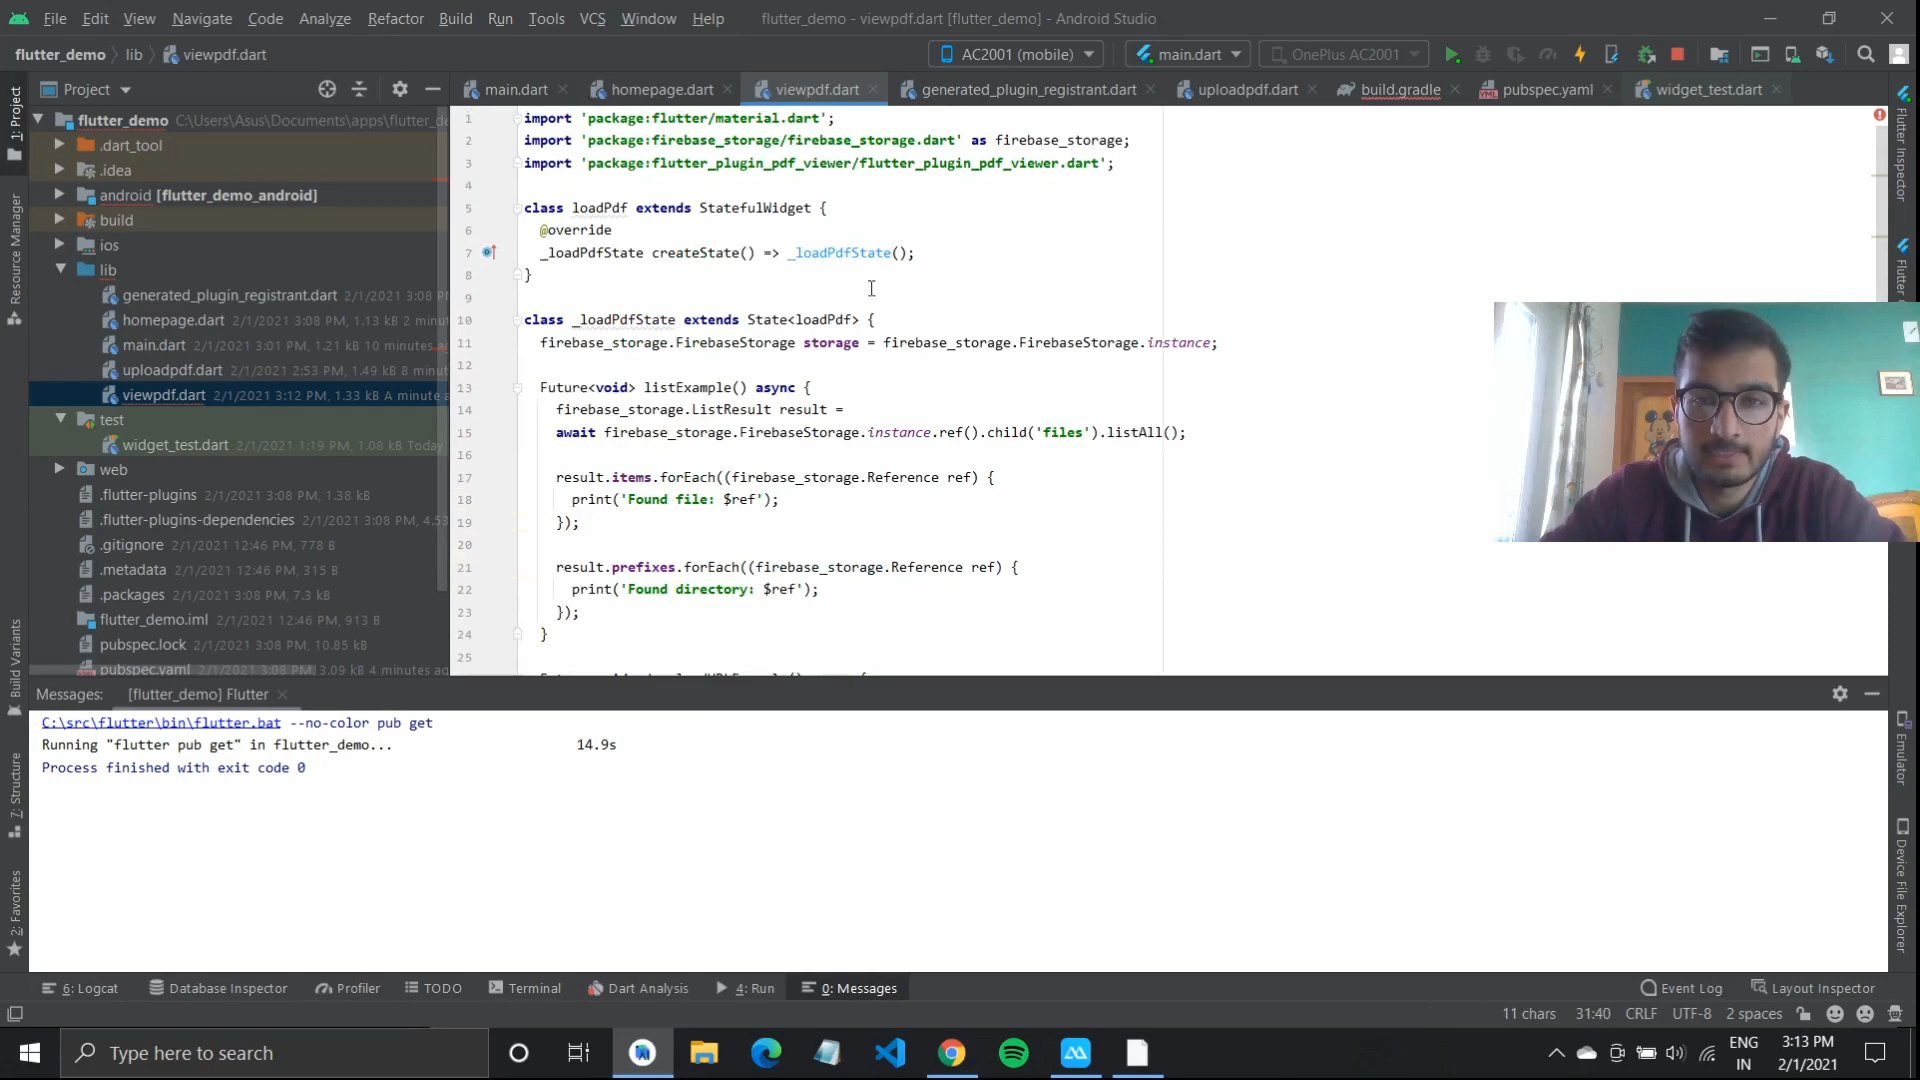 File Edit View Navigate Code Analyze Refactor Build Run Tools VCS Window Help flutter_demo - viewpdf.dart [flutter_demo] - Android Studio
flutter_demo lib viewpdf.dart AC2001 (mobile) main.dart OnePlus AC2001
Project main.dart homepage.dart viewpdf.dart generated_plugin_registrant.dart uploadpdf.dart build.gradle pubspec.yaml widget_test.dart
flutter_demo C:\Users\Asus\Documents\apps\flutter_de
.dart_tool
.idea
android [flutter_demo_android]
build
ios
lib
generated_plugin_registrant.dart 2/1/2021 3:08 P
homepage.dart 2/1/2021 3:08 PM, 1.13 kB 2 minut
main.dart 2/1/2021 3:01 PM, 1.21 kB 10 minutes a
uploadpdf.dart 2/1/2021 2:53 PM, 1.49 kB 8 minut
viewpdf.dart 2/1/2021 3:12 PM, 1.33 kB A minute
test
widget_test.dart 2/1/2021 1:19 PM, 1.08 kB Today
web
.flutter-plugins 2/1/2021 3:08 PM, 1.38 kB
.flutter-plugins-dependencies 2/1/2021 3:08 PM, 4.53
.gitignore 2/1/2021 12:46 PM, 778 B
.metadata 2/1/2021 12:46 PM, 315 B
.packages 2/1/2021 3:08 PM, 7.3 kB
flutter_demo.iml 2/1/2021 12:46 PM, 913 B
pubspec.lock 2/1/2021 3:08 PM, 10.85 kB
pubspec.yaml 2/1/2021 3:08 PM, 3.09 kB 4 minutes ag
1: Project
Resource Manager
Build Variants
7: Structure
2: Favorites
1 import 'package:flutter/material.dart';
2 import 'package:firebase_storage/firebase_storage.dart' as firebase_storage;
3 import 'package:flutter_plugin_pdf_viewer/flutter_plugin_pdf_viewer.dart';
4
5 class loadPdf extends StatefulWidget {
6 @override
7 _loadPdfState createState() => _loadPdfState();
8 }
9
10 class _loadPdfState extends State<loadPdf> {
11 firebase_storage.FirebaseStorage storage = firebase_storage.FirebaseStorage.instance;
12
13 Future<void> listExample() async {
14 firebase_storage.ListResult result =
15 await firebase_storage.FirebaseStorage.instance.ref().child('files').listAll();
16
17 result.items.forEach((firebase_storage.Reference ref) {
18 print('Found file: $ref');
19 });
20
21 result.prefixes.forEach((firebase_storage.Reference ref) {
22 print('Found directory: $ref');
23 });
24 }
25
Flutter Inspector
Emulator
Device File Explorer
Messages: [flutter_demo] Flutter
C:\src\flutter\bin\flutter.bat --no-color pub get
Running "flutter pub get" in flutter_demo... 14.9s
Process finished with exit code 0
6: Logcat Database Inspector Profiler TODO Terminal Dart Analysis 4: Run 0: Messages Event Log Layout Inspector
11 chars 31:40 CRLF UTF-8 2 spaces
Type here to search
ENG
IN
3:13 PM
2/1/2021